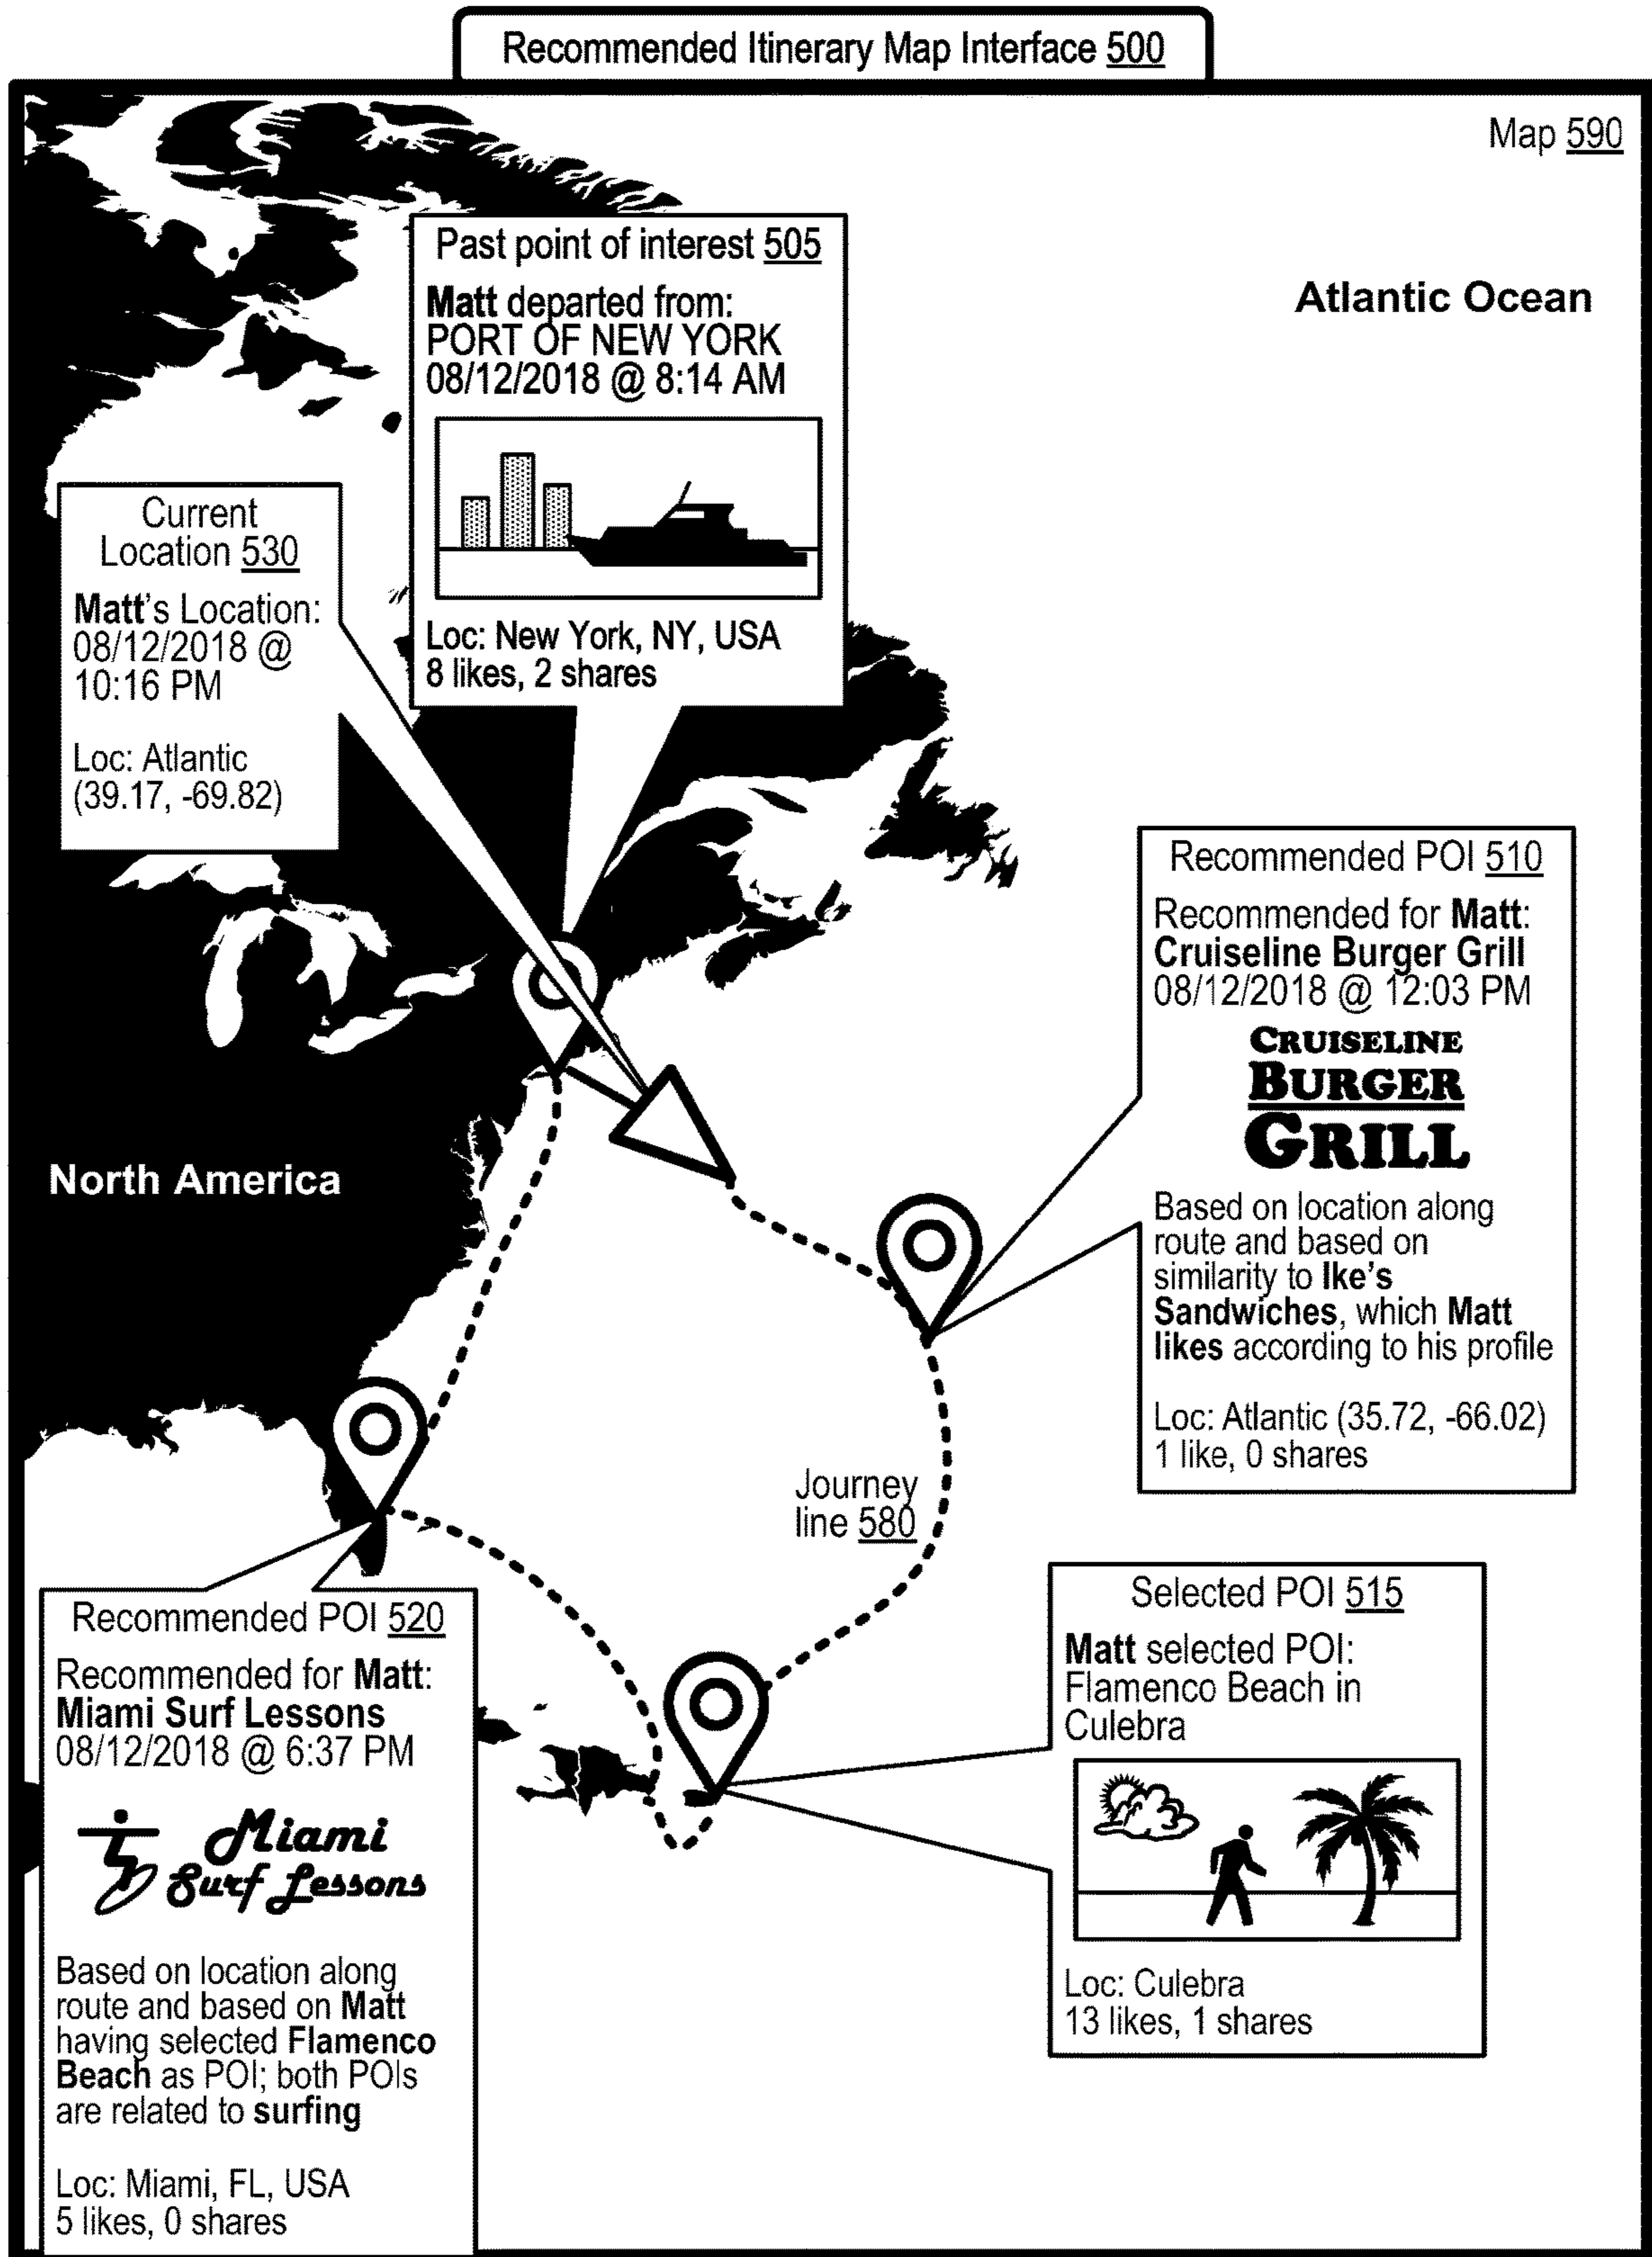 Recommended Itinerary Map Interface 500
Map 590
Atlantic Ocean
Past point of interest 505
Matt departed from:
PORT OF NEW YORK
08/12/2018 @ 8:14 AM
Loc: New York, NY, USA
8 likes, 2 shares
Current
Location 530
Matt's Location:
08/12/2018 @
10:16 PM
Loc: Atlantic
(39.17, -69.82)
North America
Recommended POI 510
Recommended for Matt:
Cruiseline Burger Grill
08/12/2018 @ 12:03 PM
CRUISELINE
BURGER
GRILL
Based on location along
route and based on
similarity to Ike's
Sandwiches, which Matt
likes according to his profile
Loc: Atlantic (35.72, -66.02)
1 like, 0 shares
Journey
line 580
Selected POI 515
Matt selected POI:
Flamenco Beach in
Culebra
Loc: Culebra
13 likes, 1 shares
Recommended POI 520
Recommended for Matt:
Miami Surf Lessons
08/12/2018 @ 6:37 PM
Miami
Surf Lessons
Based on location along
route and based on Matt
having selected Flamenco
Beach as POI; both POIs
are related to surfing
Loc: Miami, FL, USA
5 likes, 0 shares